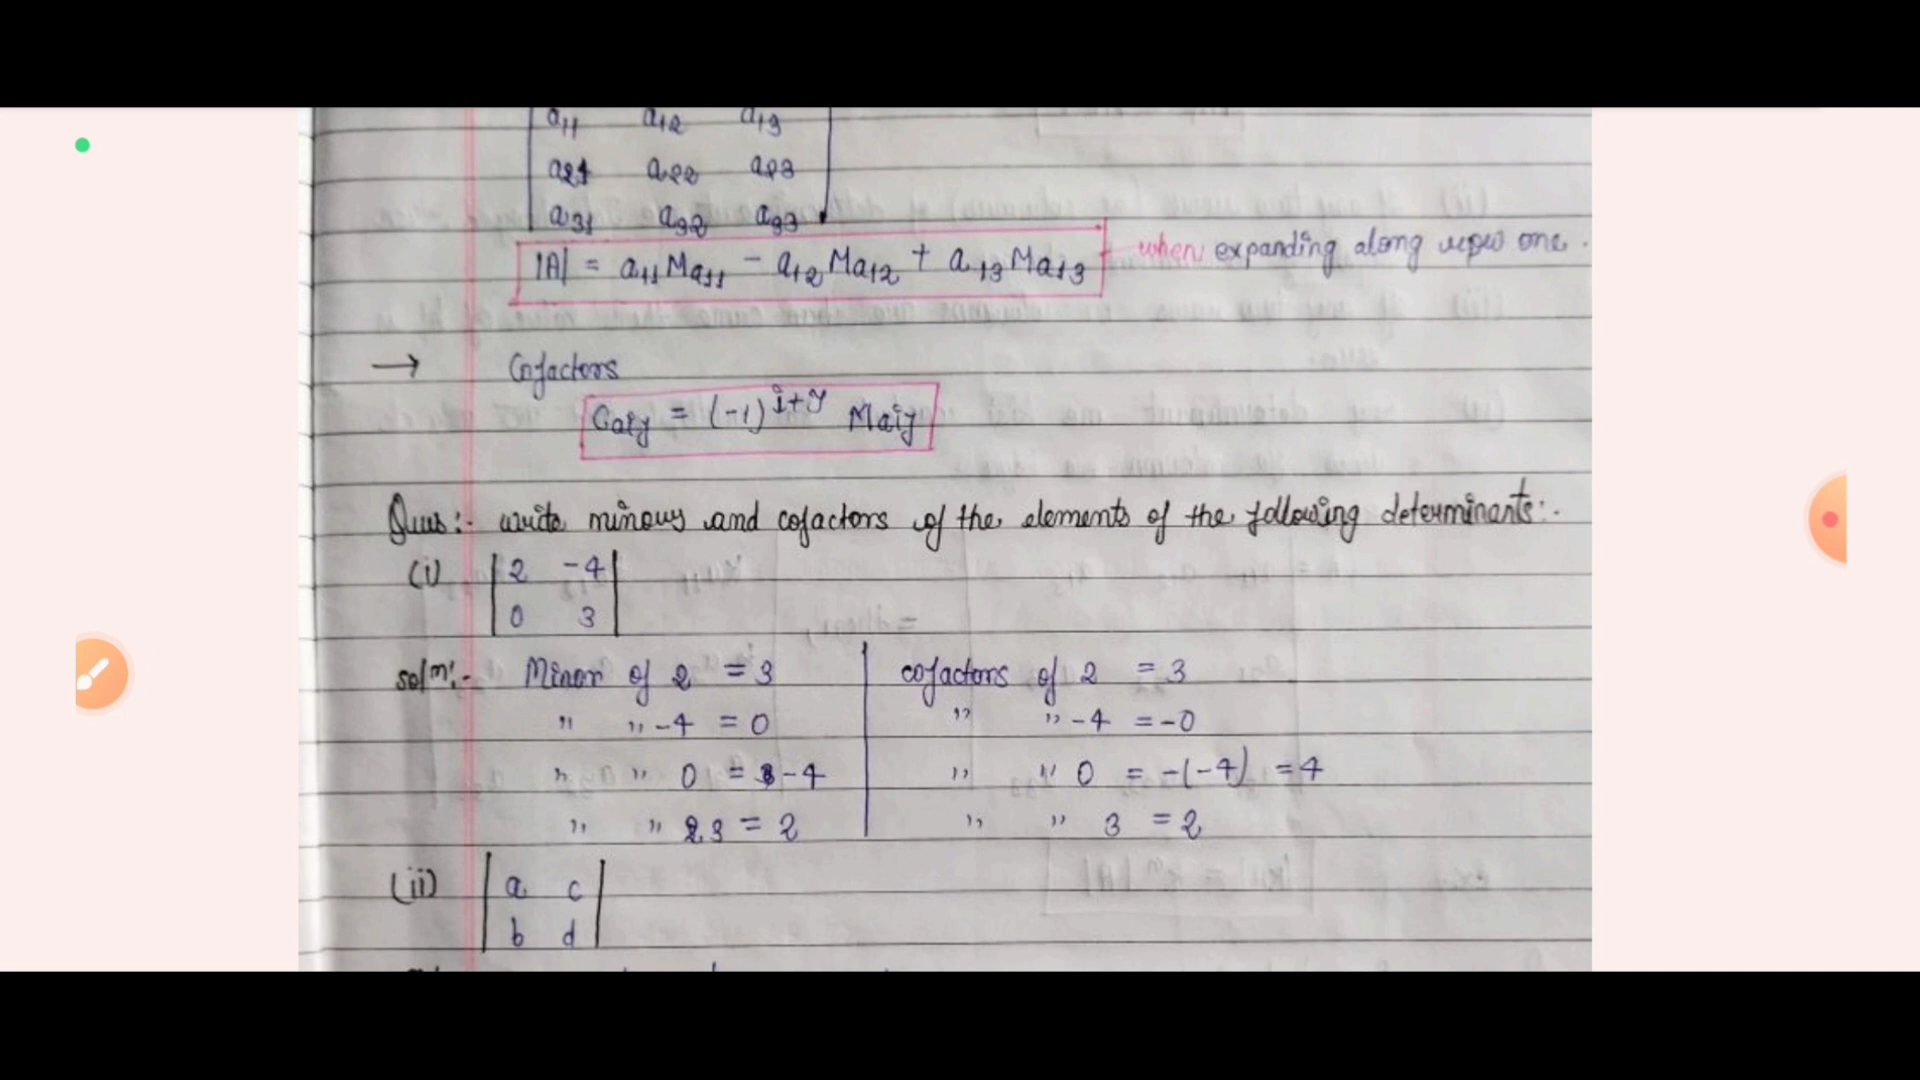 a11 a12 a13
a21 a22 a23
a31 a32 a33
|A| = a11 Ma11 - a12 Ma12 + a13 Ma13 when expanding along row one.
→ Cofactors
Caij = (-1)^i+j Maij
Ques:- write minors and cofactors of the elements of the following determinants:-
(i) | 2 -4 |
| 0 3 |
soln:- Minor of 2 = 3 | cofactors of 2 = 3
" " -4 = 0 | " " -4 = -0
" " 0 = -4 | " " 0 = -(-4) = 4
" " 3 = 2 | " " 3 = 2
(ii) | a c |
| b d |